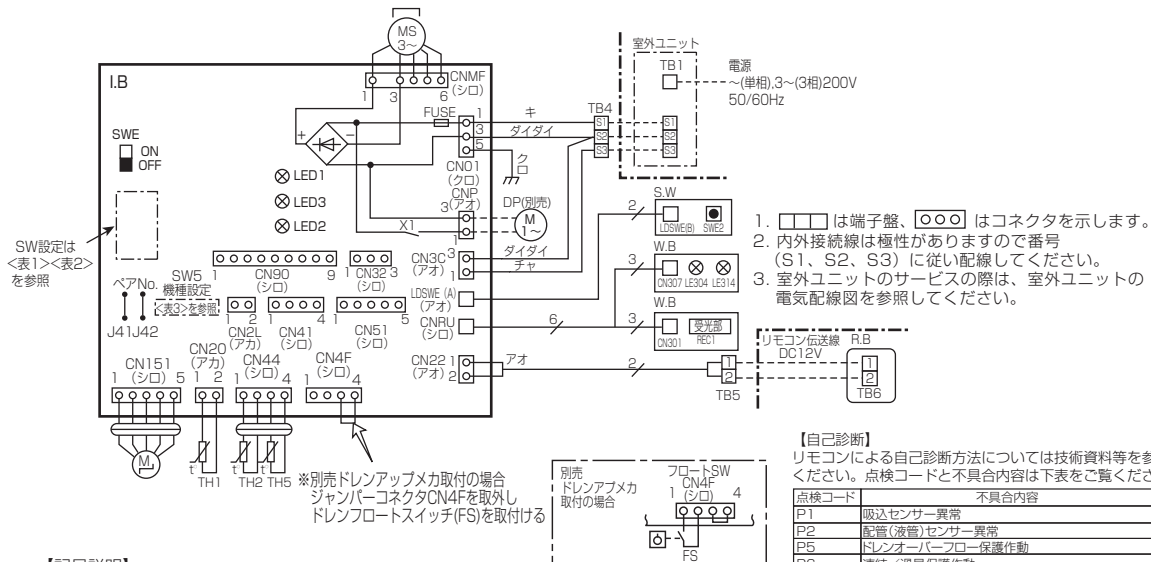 MS
3~
I.B
CNMF
(シロ)
1 3 6
SWE
ON
OFF
FUSE
+ −
1
3
5
CN01
(クロ)
キ
ダイダイ
クロ
TB4
S1
S2
S3
室外ユニット
TB1
S1
S2
S3
電源
~(単相),3~(3相)200V
50/60Hz
LED1
LED3
LED2
CNP
(アオ)
3
1
X1
DP(別売)
M
1~
SW設定は
<表1><表2>
を参照
ペアNo.
J41 J42
SW5
機種設定
<表3>を参照
1 CN90 9
(シロ)
1 CN32 3
(シロ)
CN3C
(アオ)
3
1
ダイダイ
チャ
1 2
CN2L
(アカ)
1 4
CN41
(シロ)
1 5
CN51
(シロ)
LDSWE (A)
(アオ)
CNRU
(シロ)
6
CN22
(アオ)
1
2
アオ
2
S.W
2
LDSWE(B) SWE2
W.B
3
CN307 LE304 LE314
W.B
3
CN301
受光部
REC1
TB5
1
2
リモコン伝送線
DC12V
R.B
1
2
TB6
CN151
1 (シロ) 5
CN20
(アカ)
1 2
CN44
1 (シロ) 4
CN4F
(シロ)
1 4
M
t° t° t°
TH1 TH2 TH5
※別売ドレンアップメカ取付の場合
ジャンパーコネクタCN4Fを取外し
ドレンフロートスイッチ(FS)を取付ける
別売
ドレンアプメカ
取付の場合
フロートSW
CN4F
1 (シロ) 4
FS
1. は端子盤、 はコネクタを示します。
2. 内外接続線は極性がありますので番号
(S1、S2、S3)に従い配線してください。
3. 室外ユニットのサービスの際は、室外ユニットの
電気配線図を参照してください。
【自己診断】
リモコンによる自己診断方法については技術資料等を参
ください。点検コードと不具合内容は下表をご覧くださ
点検コード 不具合内容
P1 吸込センサー異常
P2 配管(液管)センサー異常
P5 ドレンオーバーフロー保護作動